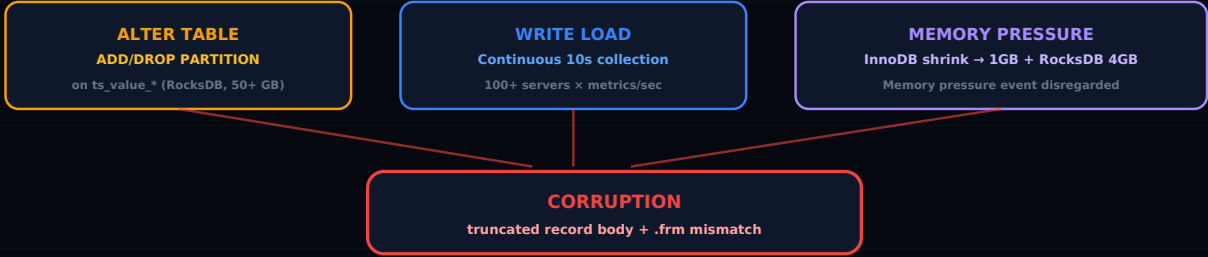 ALTER TABLE
ADD/DROP PARTITION
on ts_value_* (RocksDB, 50+ GB)
WRITE LOAD
Continuous 10s collection
100+ servers × metrics/sec
MEMORY PRESSURE
InnoDB shrink → 1GB + RocksDB 4GB
Memory pressure event disregarded
CORRUPTION
truncated record body + .frm mismatch